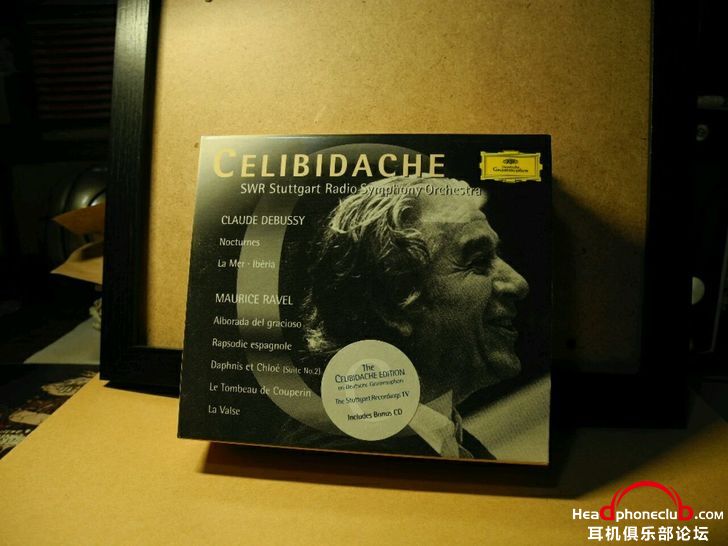 CELIBIDACHE
SWR Stuttgart Radio Symphony Orchestra
Deutsche
Grammophon
CLAUDE DEBUSSY
Nocturnes
La Mer · Ibéria
MAURICE RAVEL
Alborada del gracioso
Rapsodie espagnole
Daphnis et Chloé (Suite No.2)
Le Tombeau de Couperin
La Valse
The
CELIBIDACHE EDITION
on Deutsche Grammophon
The Stuttgart Recordings IV
Includes Bonus CD
Headphoneclub.com
耳机俱乐部论坛